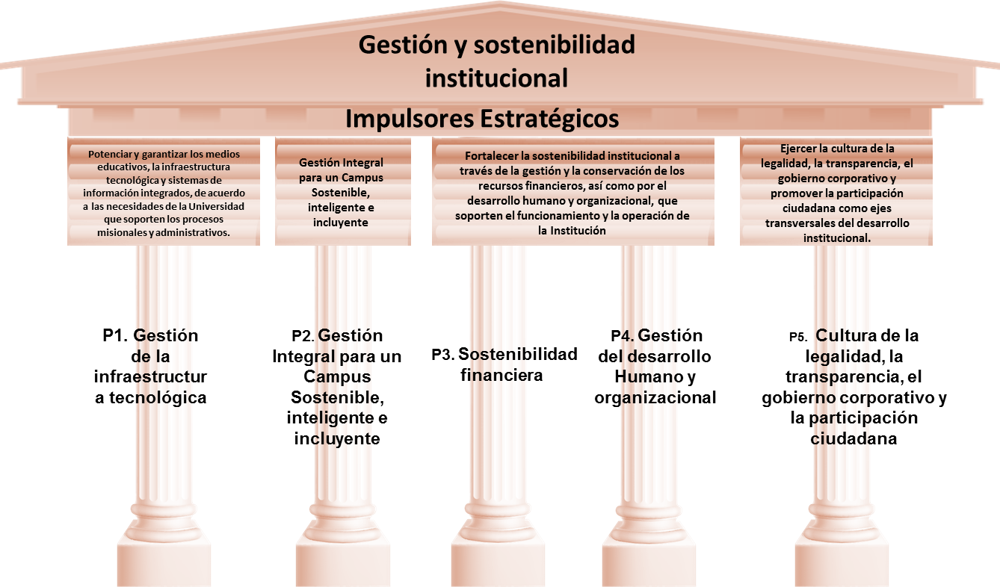 Gestión y sostenibilidad
institucional
Impulsores Estratégicos
Potenciar y garantizar los medios
educativos, la infraestructura
tecnológica y sistemas de
información integrados, de acuerdo
a las necesidades de la Universidad
que soporten los procesos
misionales y administrativos.
Gestión Integral
para un Campus
Sostenible,
inteligente e
incluyente
Fortalecer la sostenibilidad institucional a
través de la gestión y la conservación de los
recursos financieros, así como por el
desarrollo humano y organizacional, que
soporten el funcionamiento y la operación de
la Institución
Ejercer la cultura de la
legalidad, la transparencia, el
gobierno corporativo y
promover la participación
ciudadana como ejes
transversales del desarrollo
institucional.
P1. Gestión
de la
infraestructur
a tecnológica
P2. Gestión
Integral para un
Campus
Sostenible,
inteligente e
incluyente
P3. Sostenibilidad
financiera
P4. Gestión
del desarrollo
Humano y
organizacional
P5. Cultura de la
legalidad, la
transparencia, el
gobierno corporativo y
la participación
ciudadana